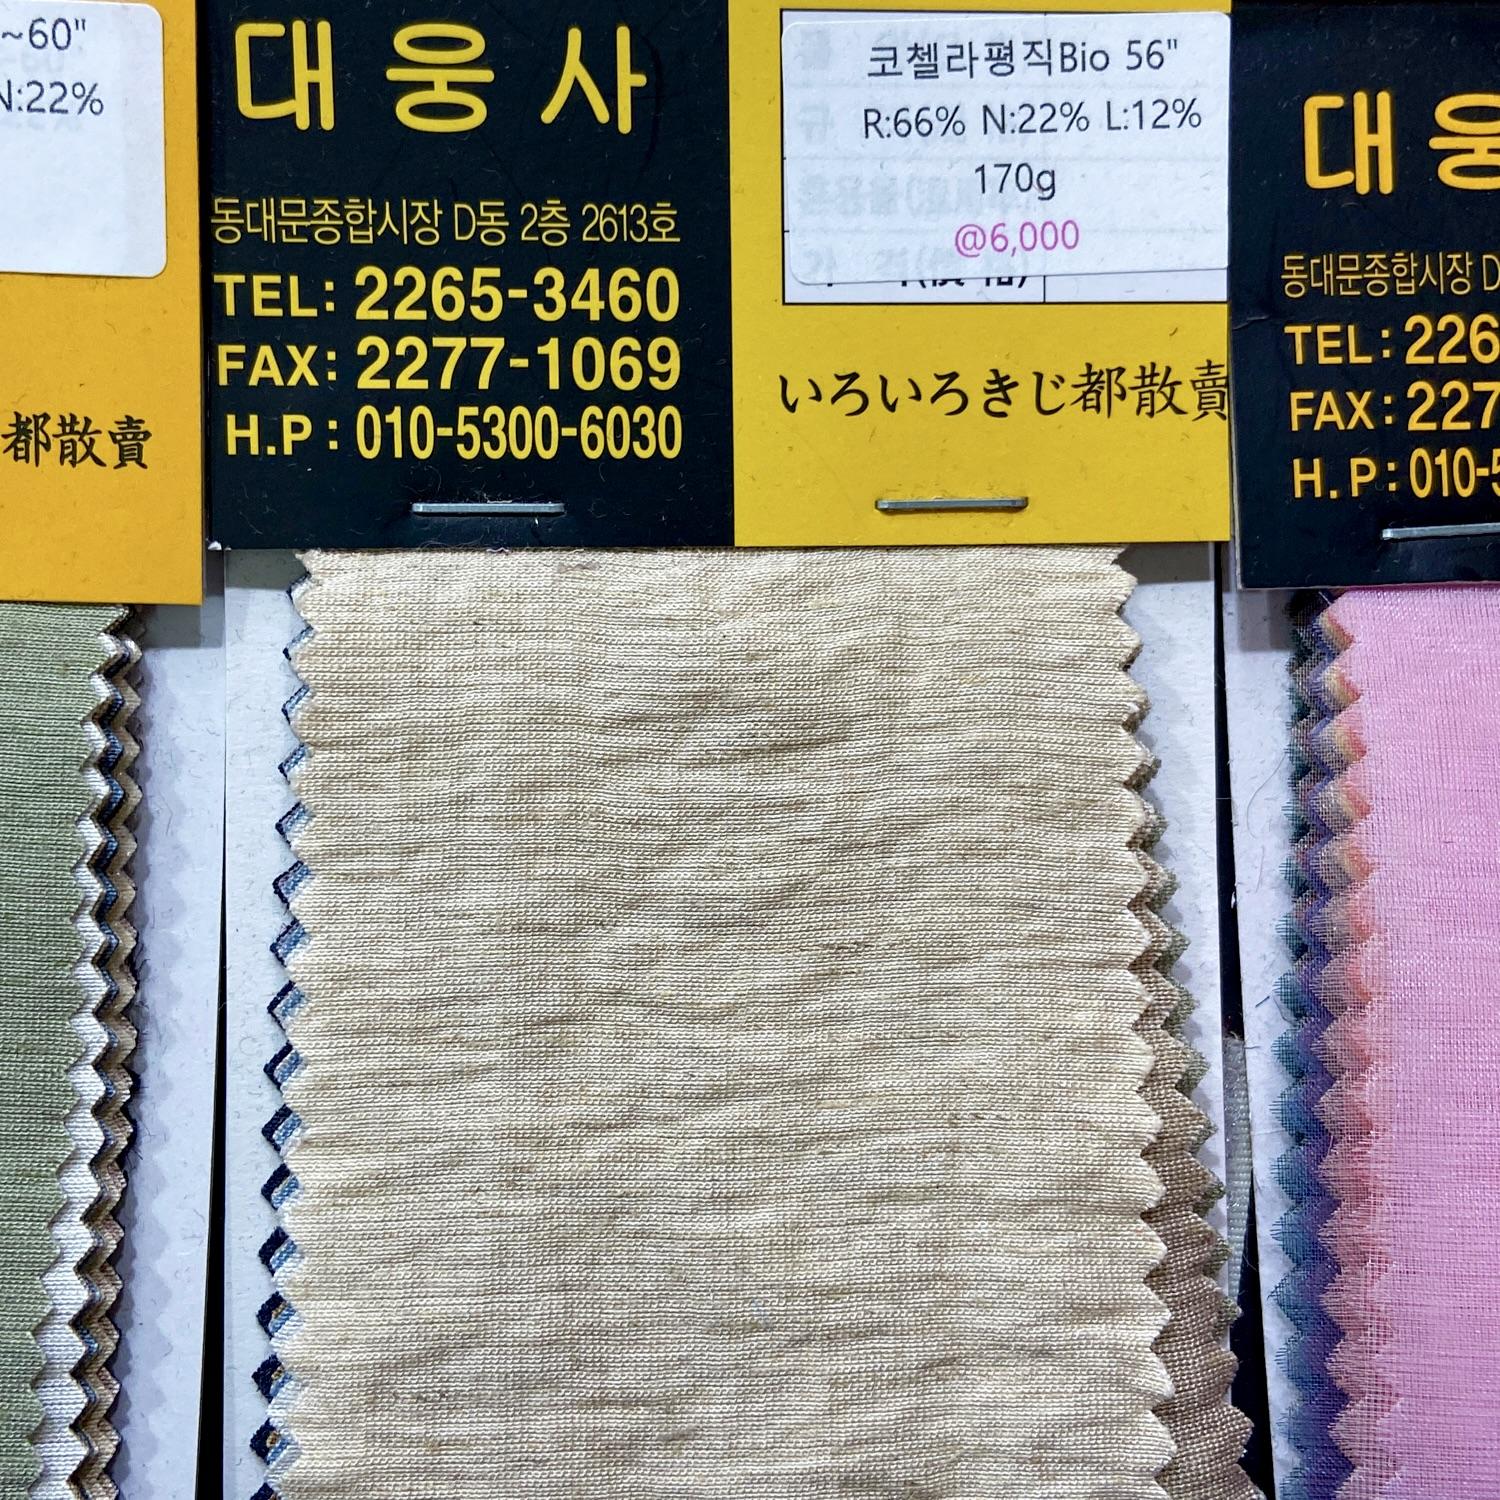 ~60"
N:22%
都散賣
대웅사
동대문종합시장 D동 2층 2613호
TEL: 2265-3460
FAX: 2277-1069
H.P: 010-5300-6030
코첼라평직Bio 56"
R:66% N:22% L:12%
170g
@6,000
いろいろきじ都散賣
대웅
동대문종합시장 D
TEL: 226
FAX: 227
H.P: 010-5